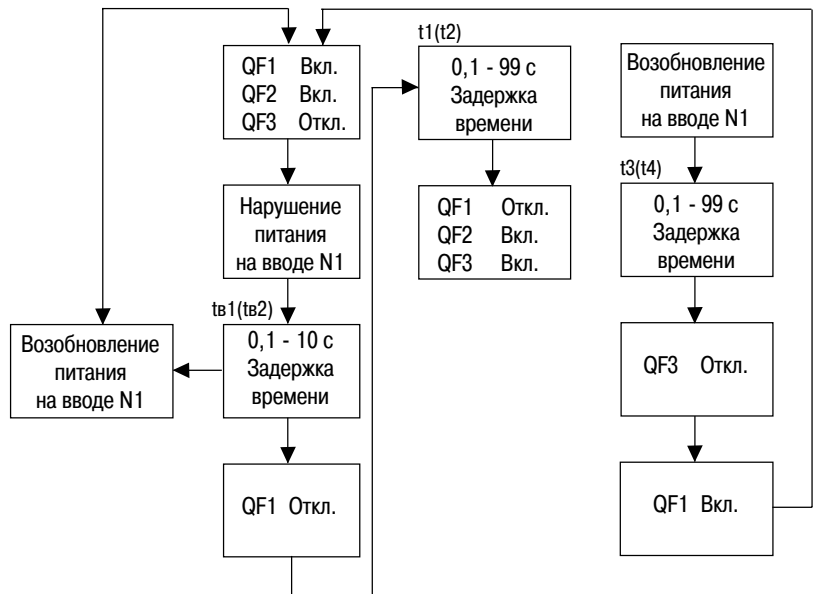 QF1 Вкл.
QF2 Вкл.
QF3 Откл.
Нарушение
питания
на вводе N1
tв1(tв2)
0,1 - 10 с
Задержка
времени
Возобновление
питания
на вводе N1
QF1 Откл.
t1(t2)
0,1 - 99 с
Задержка
времени
QF1 Откл.
QF2 Вкл.
QF3 Вкл.
Возобновление
питания
на вводе N1
t3(t4)
0,1 - 99 с
Задержка
времени
QF3 Откл.
QF1 Вкл.